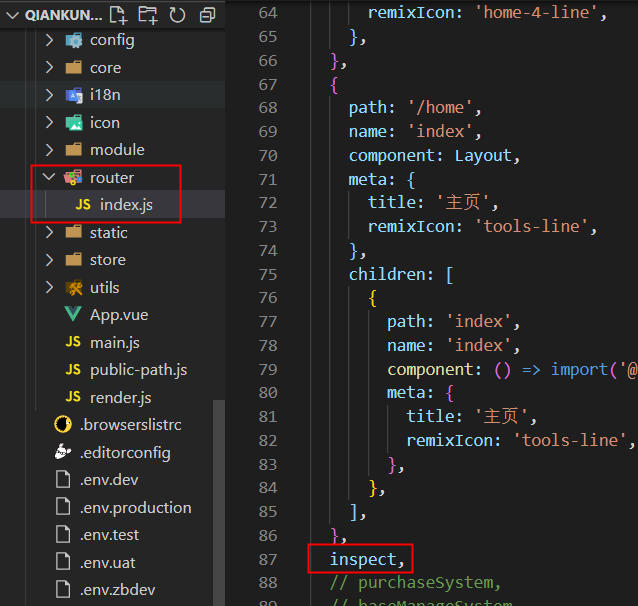 QIANKUN...
config
core
i18n
icon
module
router
JS index.js
static
store
utils
App.vue
JS main.js
JS public-path.js
JS render.js
.browserslistrc
.editorconfig
.env.dev
.env.production
.env.test
.env.uat
.env.zbdev
64 remixIcon: 'home-4-line',
65 },
66 },
67 {
68 path: '/home',
69 name: 'index',
70 component: Layout,
71 meta: {
72 title: '主页',
73 remixIcon: 'tools-line',
74 },
75 children: [
76 {
77 path: 'index',
78 name: 'index',
79 component: () => import('@
80 meta: {
81 title: '主页',
82 remixIcon: 'tools-line',
83 },
84 },
85 ],
86 },
87 inspect,
88 // purchaseSystem,
89 // baseManageSystem